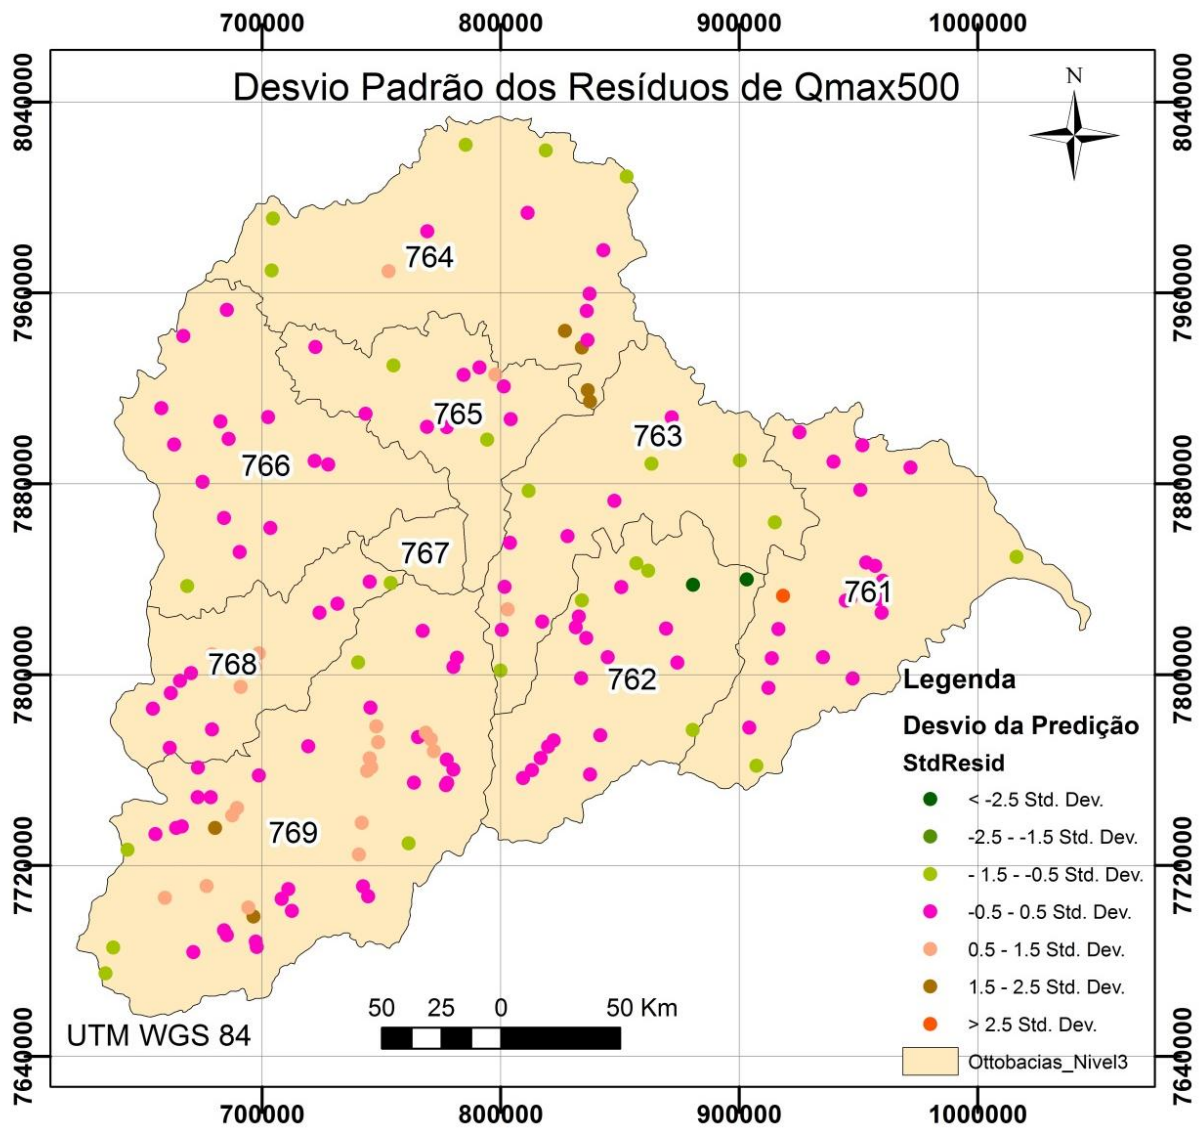 700000 800000 900000 1000000
Desvio Padrão dos Resíduos de Qmax500
N
8040000 8040000
764
7960000 7960000
765
763
766
7880000 7880000
767
761
768
762
7800000 7800000
Legenda
Desvio da Predição
StdResid
< -2.5 Std. Dev.
-2.5 - -1.5 Std. Dev.
-1.5 - -0.5 Std. Dev.
-0.5 - 0.5 Std. Dev.
0.5 - 1.5 Std. Dev.
1.5 - 2.5 Std. Dev.
> 2.5 Std. Dev.
Ottobacias_Nivel3
769
7720000 7720000
50 25 0 50 Km
UTM WGS 84
7640000 7640000
700000 800000 900000 1000000